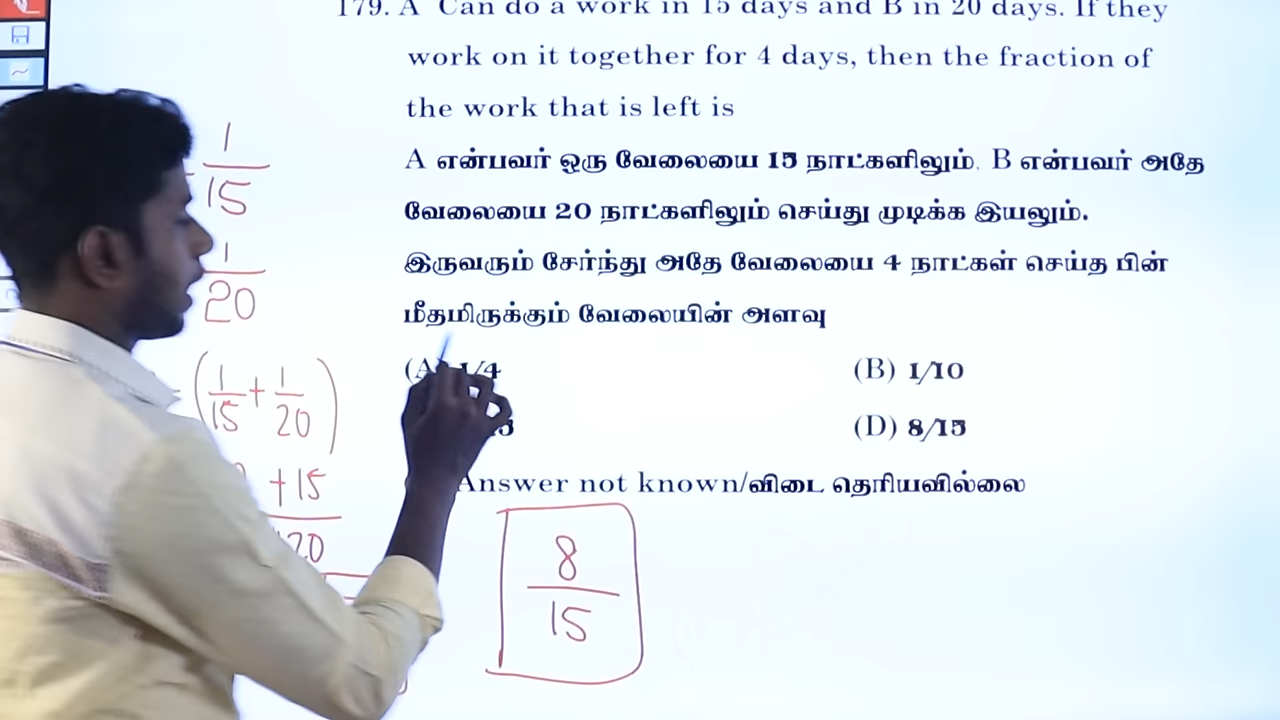 179. A Can do a work in 15 days and B in 20 days. If they
work on it together for 4 days, then the fraction of
the work that is left is
A என்பவர் ஒரு வேலையை 15 நாட்களிலும், B என்பவர் அதே
வேலையை 20 நாட்களிலும் செய்து முடிக்க இயலும்.
இருவரும் சேர்ந்து அதே வேலையை 4 நாட்கள் செய்த பின்
மீதமிருக்கும் வேலையின் அளவு
(A) 1/4 (B) 1/10
(D) 8/15
Answer not known/விடை தெரியவில்லை
1/15
1/20
(1/15 + 1/20)
+ 15
20
8/15